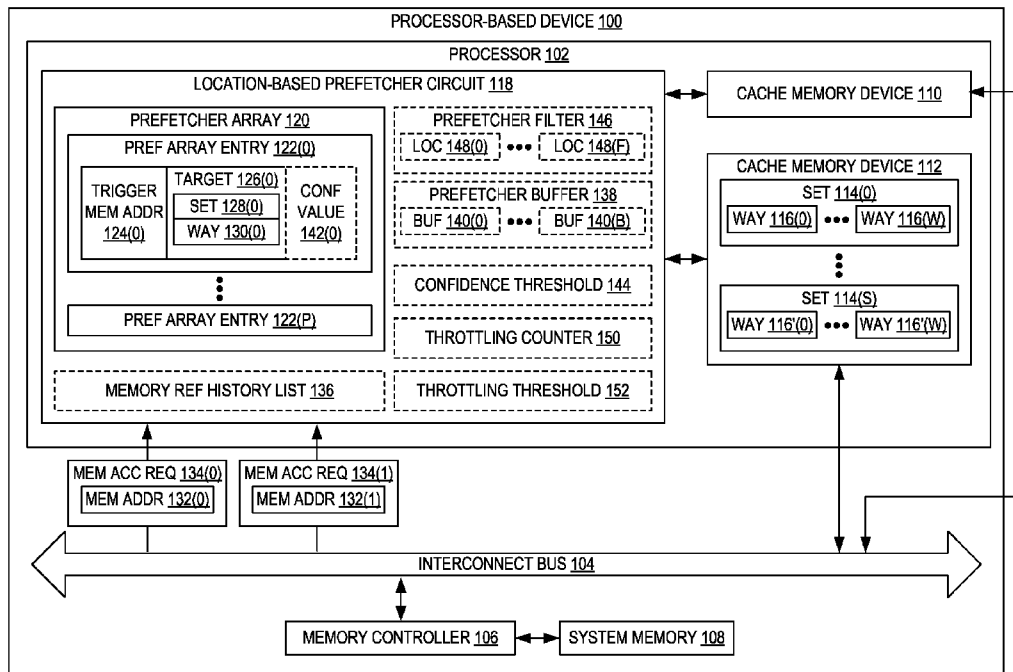 PROCESSOR-BASED DEVICE 100
PROCESSOR 102
LOCATION-BASED PREFETCHER CIRCUIT 118
PREFETCHER ARRAY 120
PREF ARRAY ENTRY 122(0)
TRIGGER
MEM ADDR
124(0)
TARGET 126(0)
SET 128(0)
WAY 130(0)
CONF
VALUE
142(0)
PREF ARRAY ENTRY 122(P)
MEMORY REF HISTORY LIST 136
PREFETCHER FILTER 146
LOC 148(0) ••• LOC 148(F)
PREFETCHER BUFFER 138
BUF 140(0) ••• BUF 140(B)
CONFIDENCE THRESHOLD 144
THROTTLING COUNTER 150
THROTTLING THRESHOLD 152
CACHE MEMORY DEVICE 110
CACHE MEMORY DEVICE 112
SET 114(0)
WAY 116(0) ••• WAY 116(W)
SET 114(S)
WAY 116'(0) ••• WAY 116'(W)
MEM ACC REQ 134(0)
MEM ADDR 132(0)
MEM ACC REQ 134(1)
MEM ADDR 132(1)
INTERCONNECT BUS 104
MEMORY CONTROLLER 106
SYSTEM MEMORY 108